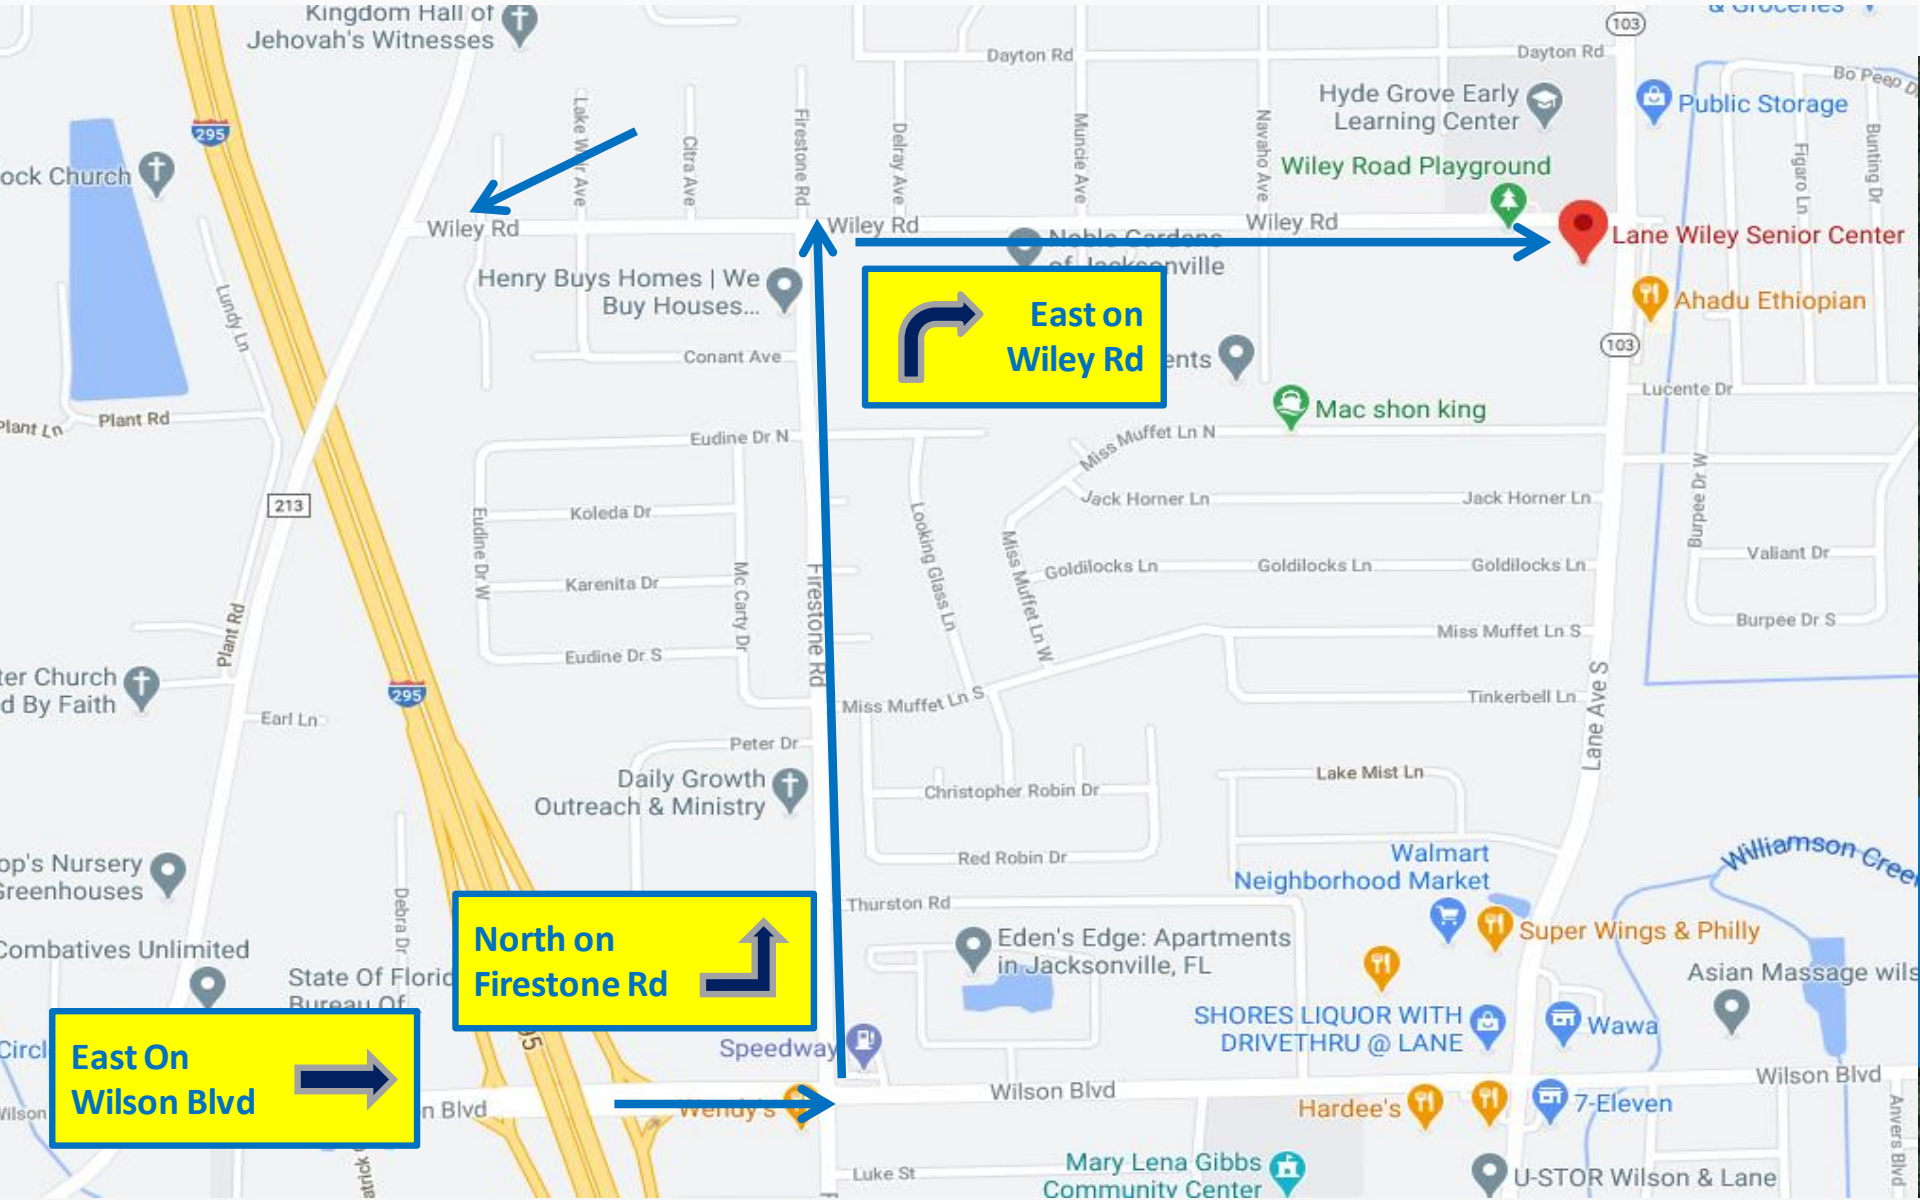 Kingdom Hall of
Jehovah's Witnesses
103
& Groceries
Dayton Rd
Dayton Rd
Bo Peep D
Hyde Grove Early
Learning Center
Public Storage
295
Lake Weir Ave
Citra Ave
Firestone Rd
Delray Ave
Muncie Ave
Navaho Ave
Figaro Ln
Bunting Dr
ock Church
Wiley Road Playground
Wiley Rd
Wiley Rd
Wiley Rd
Lane Wiley Senior Center
Noble Gardens
of Jacksonville
Henry Buys Homes | We
Buy Houses...
East on
Wiley Rd
Ahadu Ethiopian
Lundy Ln
Conant Ave
ents
103
Lucente Dr
Plant Ln
Plant Rd
Mac shon king
Eudine Dr N
Miss Muffet Ln N
213
Koleda Dr
Jack Horner Ln
Jack Horner Ln
Burpee Dr W
Eudine Dr W
Looking Glass Ln
Miss Muffet Ln W
Karenita Dr
Mc Carty Dr
Firestone Rd
Goldilocks Ln
Goldilocks Ln
Goldilocks Ln
Valiant Dr
Plant Rd
Eudine Dr S
Miss Muffet Ln S
Burpee Dr S
ter Church
d By Faith
295
Miss Muffet Ln S
Tinkerbell Ln
Lane Ave S
Earl Ln
Peter Dr
Daily Growth
Outreach & Ministry
Christopher Robin Dr
Lake Mist Ln
Red Robin Dr
Walmart
Neighborhood Market
Williamson Cree
op's Nursery
Greenhouses
Debra Dr
Thurston Rd
North on
Firestone Rd
Eden's Edge: Apartments
in Jacksonville, FL
Super Wings & Philly
Combatives Unlimited
State Of Florid
Bureau Of
Asian Massage wils
SHORES LIQUOR WITH
DRIVETHRU @ LANE
Wawa
Circl
East On
Wilson Blvd
95
Speedway
Wilson Blvd
Wilson Blvd
Wilson
n Blvd
Wendy's
Hardee's
7-Eleven
Anvers Blvd
atrick
Luke St
Mary Lena Gibbs
Community Center
U-STOR Wilson & Lane